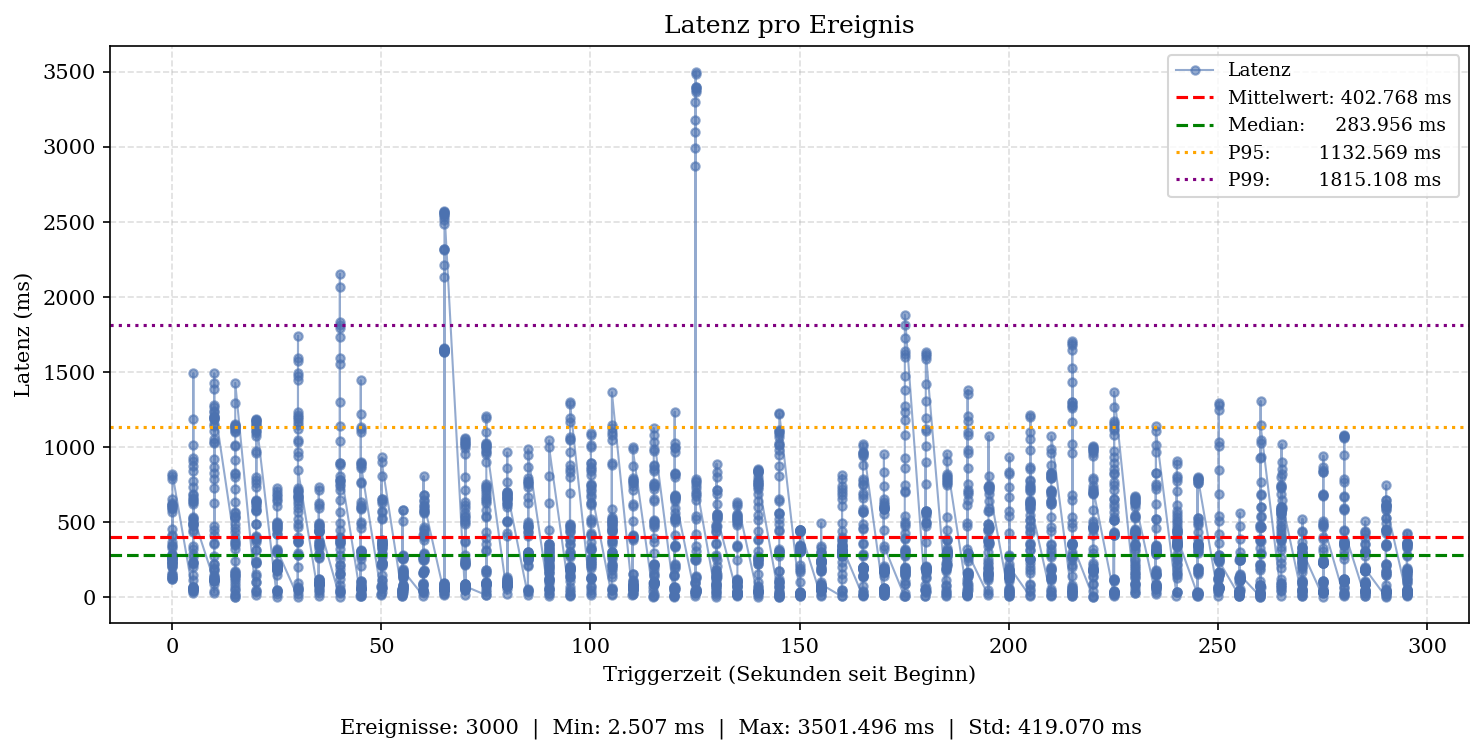 Latenz pro Ereignis
Latenz (ms)
3500
3000
2500
2000
1500
1000
500
0
Latenz
Mittelwert: 402.768 ms
Median: 283.956 ms
P95: 1132.569 ms
P99: 1815.108 ms
0 50 100 150 200 250 300
Triggerzeit (Sekunden seit Beginn)
Ereignisse: 3000 | Min: 2.507 ms | Max: 3501.496 ms | Std: 419.070 ms